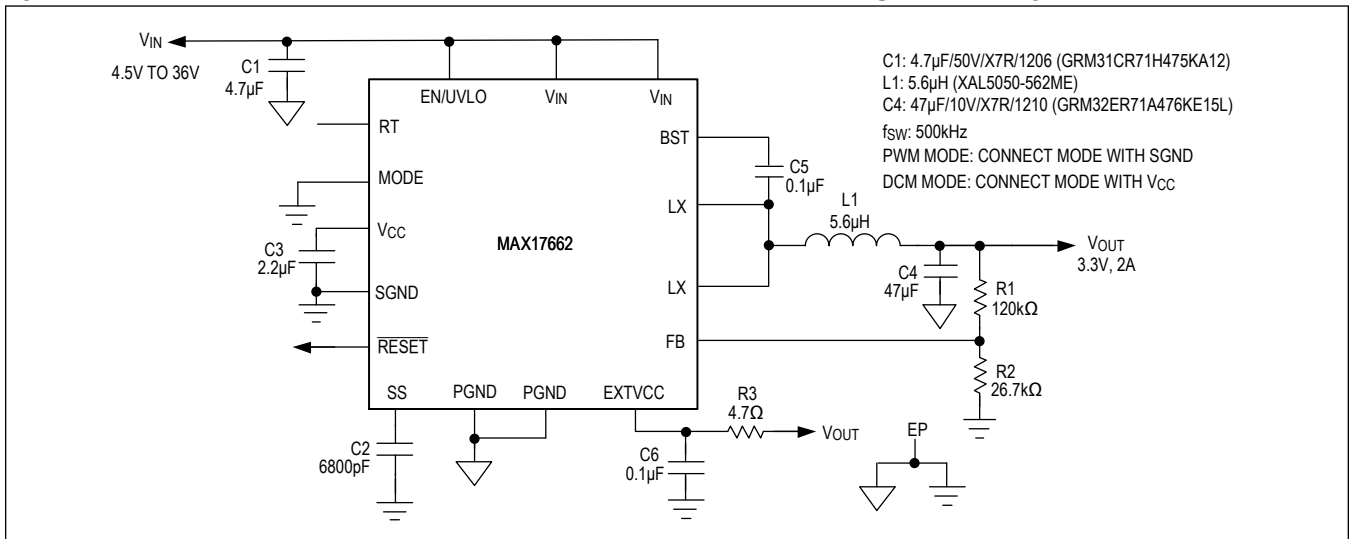 VIN
4.5V TO 36V
C1
4.7µF
EN/UVLO
VIN
VIN
C1: 4.7µF/50V/X7R/1206 (GRM31CR71H475KA12)
L1: 5.6µH (XAL5050-562ME)
C4: 47µF/10V/X7R/1210 (GRM32ER71A476KE15L)
fSW: 500kHz
PWM MODE: CONNECT MODE WITH SGND
DCM MODE: CONNECT MODE WITH VCC
RT
BST
MODE
C5
0.1µF
LX
L1
5.6µH
VCC
MAX17662
C3
2.2µF
VOUT
3.3V, 2A
C4
47µF
SGND
LX
R1
120kΩ
RESET
FB
R2
26.7kΩ
SS
PGND
PGND
EXTVCC
R3
4.7Ω
VOUT
EP
C2
6800pF
C6
0.1µF